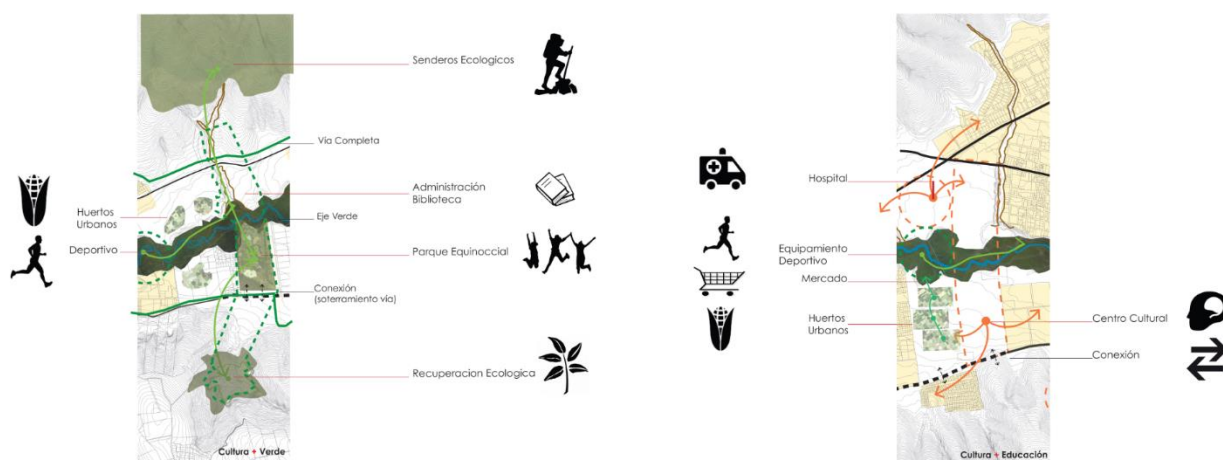 Senderos Ecologicos
Vía Completa
Administración
Biblioteca
Huertos
Urbanos
Eje Verde
Deportivo
Parque Equinoccial
Conexión
(soterramiento vía)
Recuperacion Ecologica
Cultura + Verde
Hospital
Equipamiento
Deportivo
Mercado
Huertos
Urbanos
Centro Cultural
Conexión
Cultura + Educación